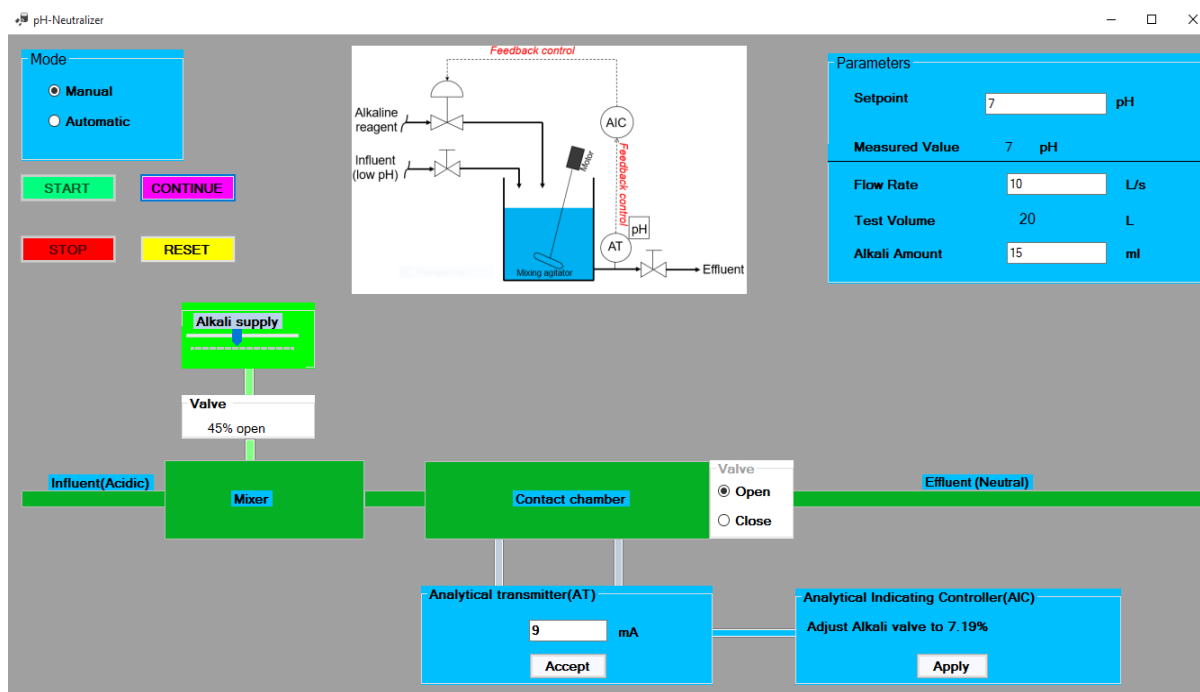 pH-Neutralizer
Mode
Manual
Automatic
START
CONTINUE
STOP
RESET
Feedback control
Alkaline
reagent
AIC
Influent
(low pH)
Motor
Feedback control
pH
AT
Mixing agitator
Effluent
Parameters
Setpoint 7 pH
Measured Value 7 pH
Flow Rate 10 L/s
Test Volume 20 L
Alkali Amount 15 ml
Alkali supply
Valve
45% open
Influent(Acidic)
Mixer
Contact chamber
Valve
Open
Close
Effluent (Neutral)
Analytical transmitter(AT)
9 mA
Accept
Analytical Indicating Controller(AIC)
Adjust Alkali valve to 7.19%
Apply